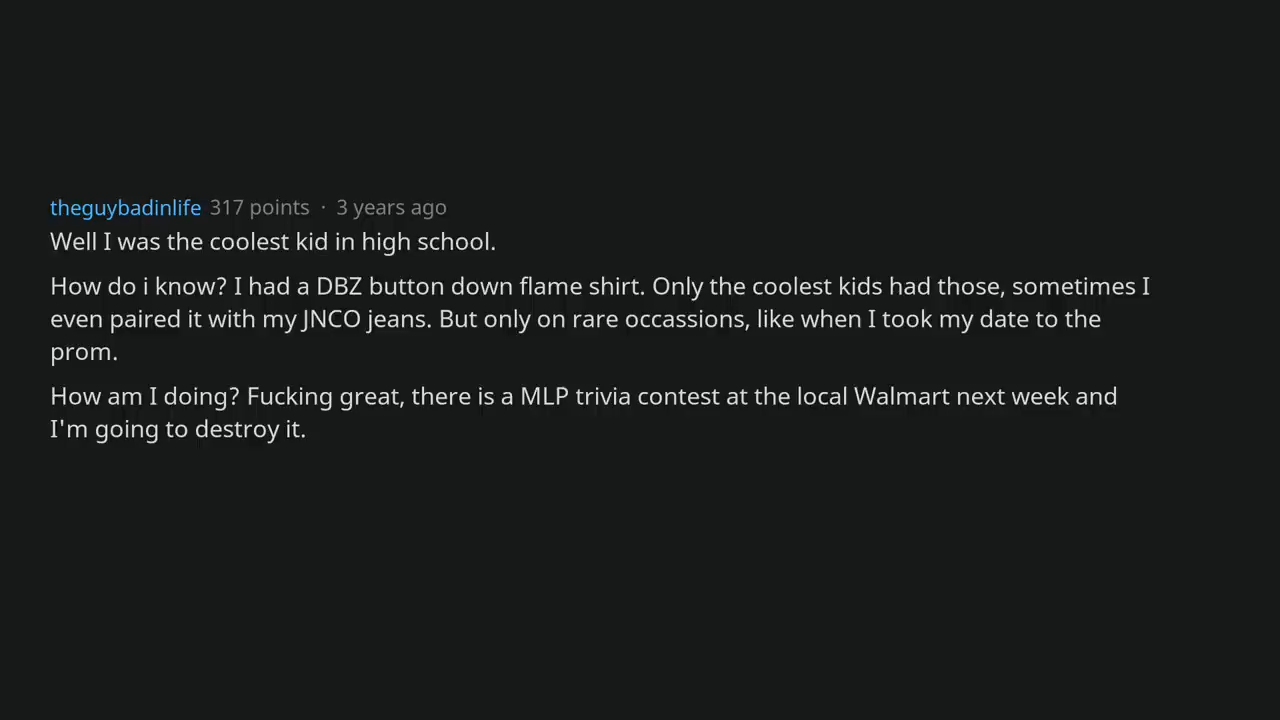 theguybadinlife 317 points · 3 years ago
Well I was the coolest kid in high school.
How do i know? I had a DBZ button down flame shirt. Only the coolest kids had those, sometimes I
even paired it with my JNCO jeans. But only on rare occassions, like when I took my date to the
prom.
How am I doing? Fucking great, there is a MLP trivia contest at the local Walmart next week and
I'm going to destroy it.